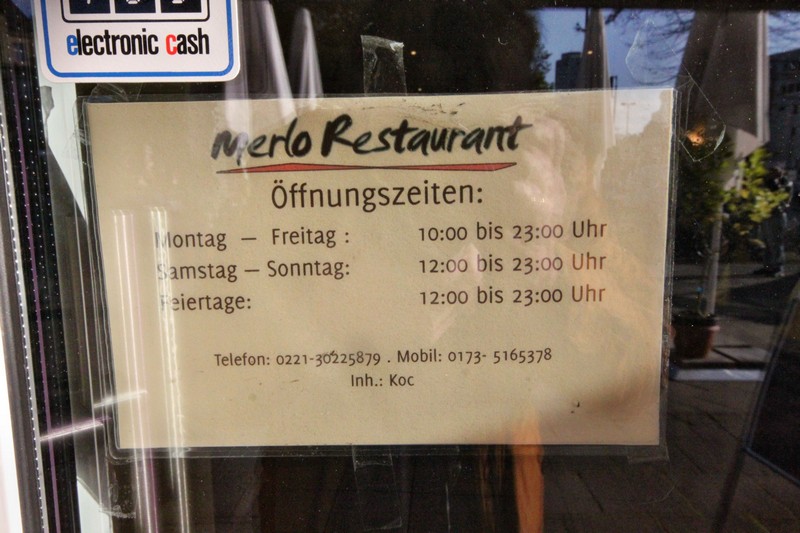 electronic cash
Merlo Restaurant
Öffnungszeiten:
Montag – Freitag : 10:00 bis 23:00 Uhr
Samstag – Sonntag: 12:00 bis 23:00 Uhr
Feiertage: 12:00 bis 23:00 Uhr
Telefon: 0221-30225879 . Mobil: 0173- 5165378
Inh.: Koc